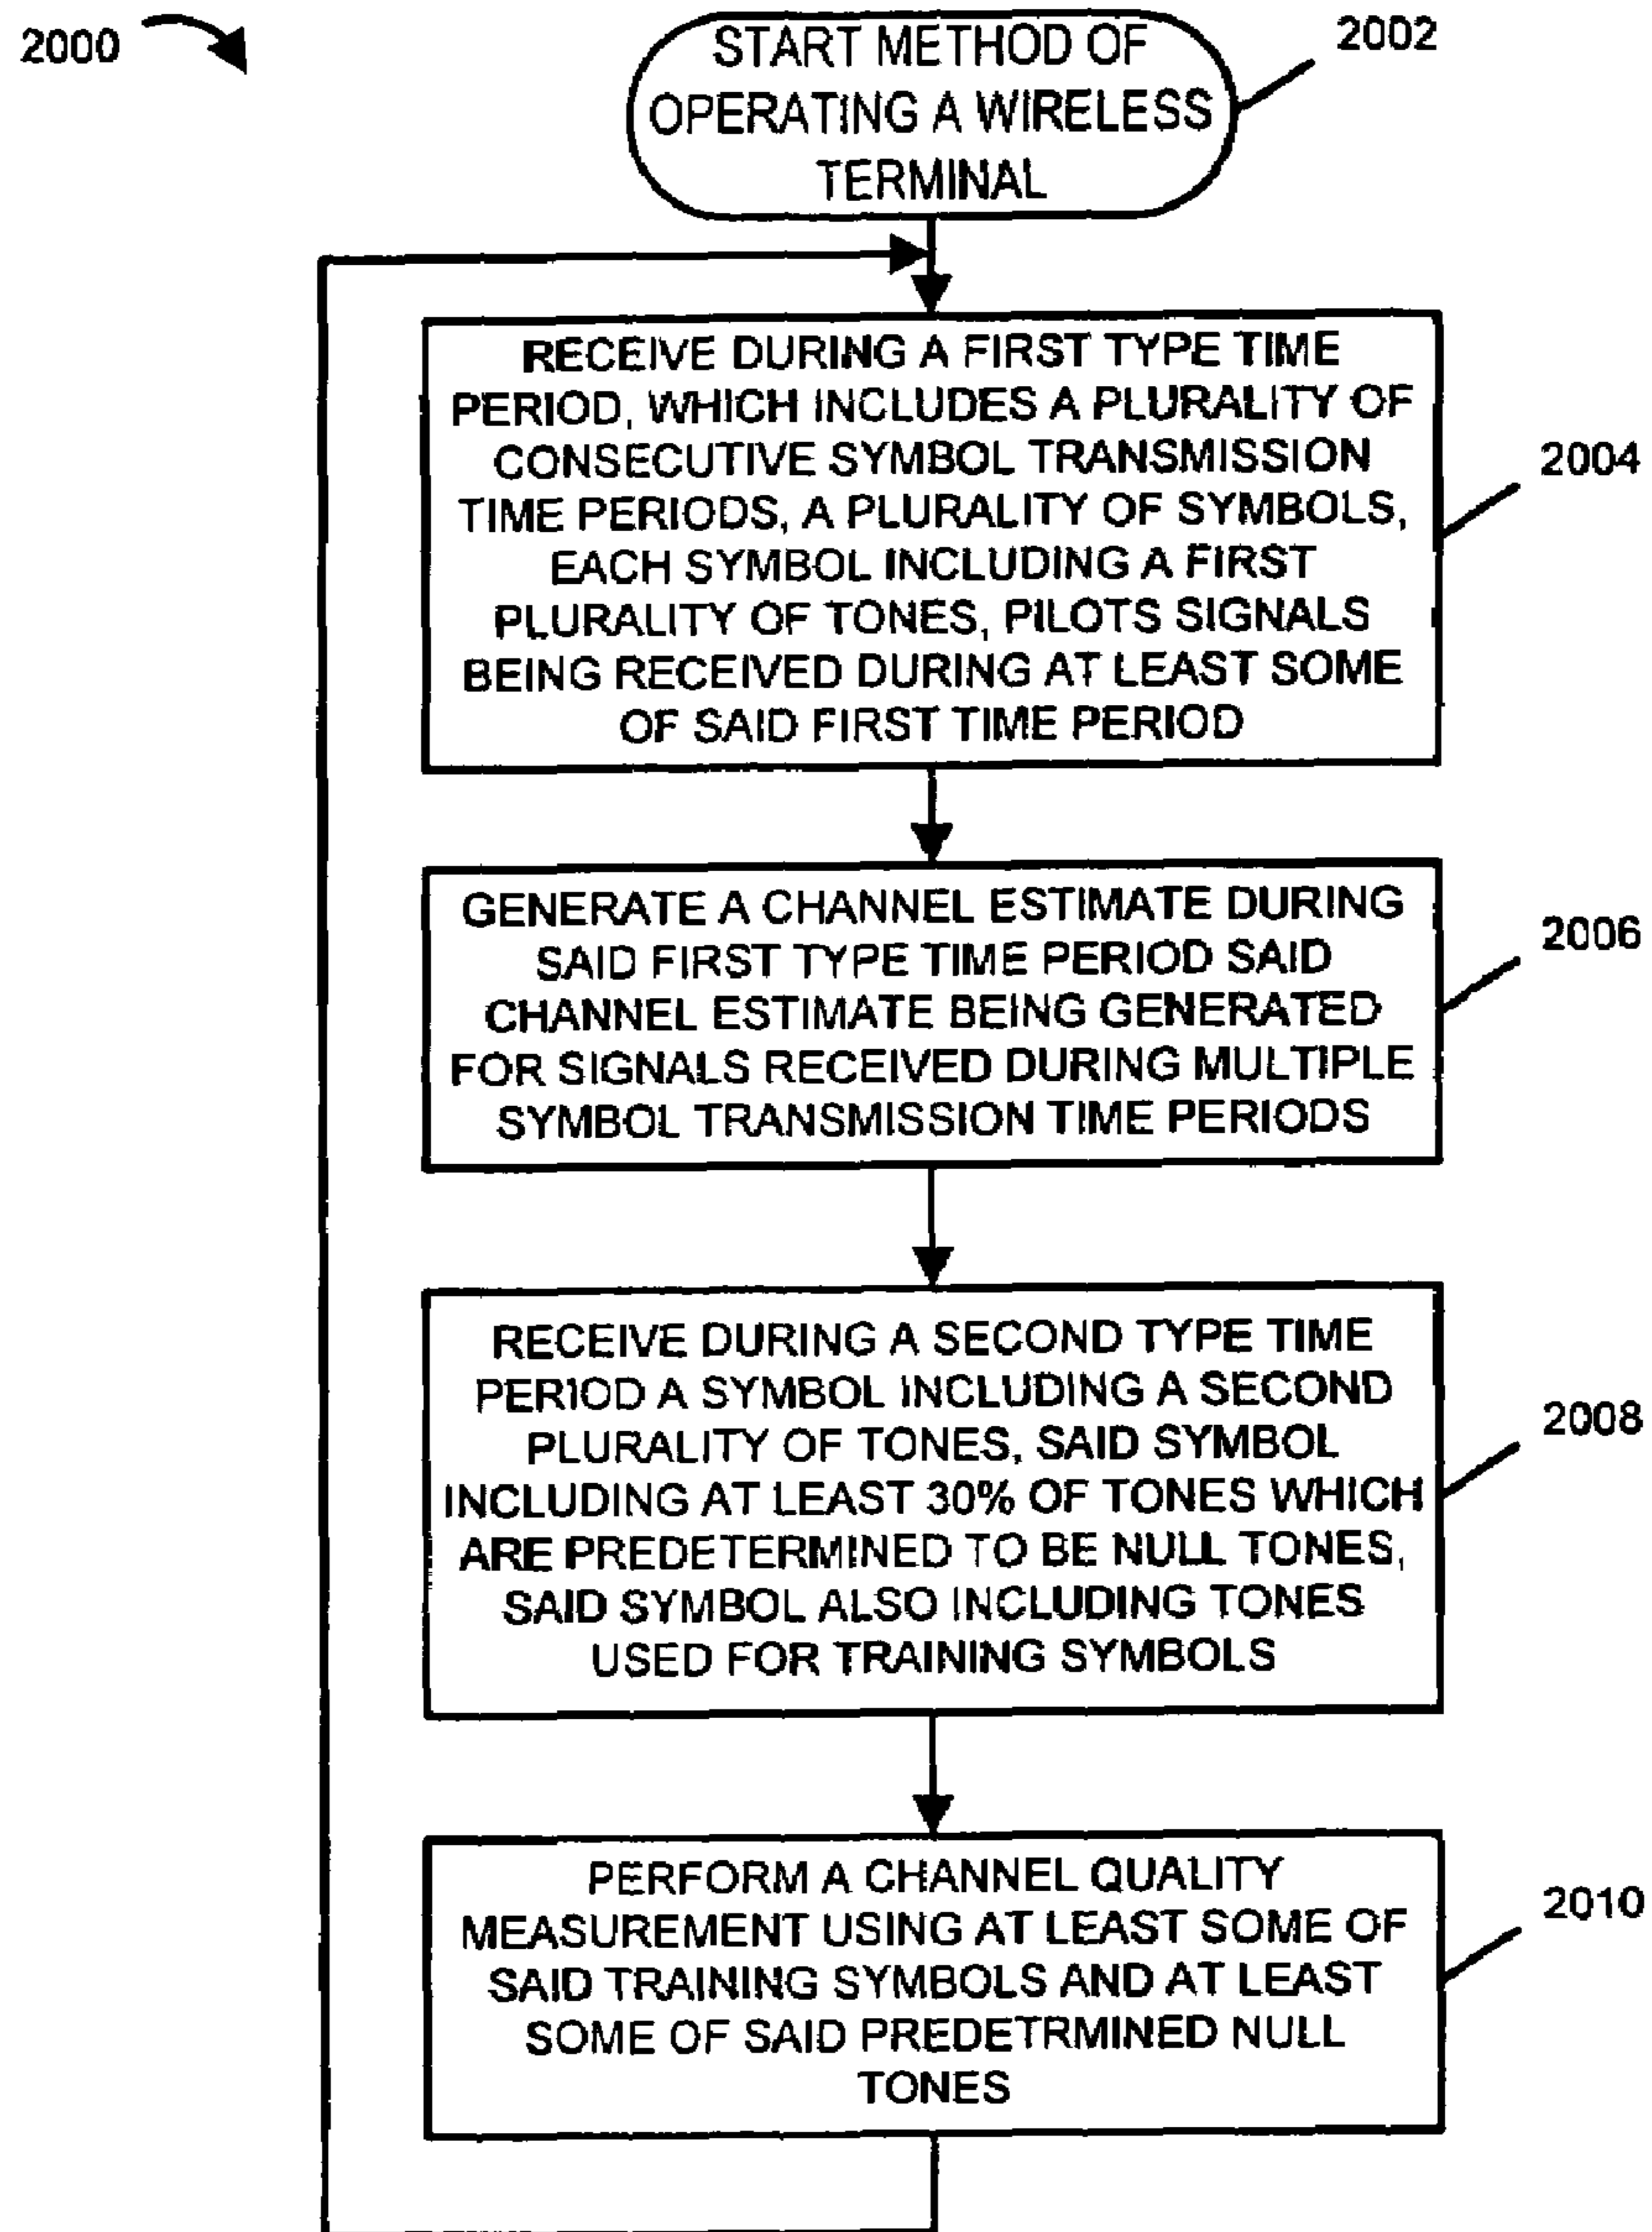 2000
START METHOD OF
OPERATING A WIRELESS
TERMINAL
2002
RECEIVE DURING A FIRST TYPE TIME
PERIOD, WHICH INCLUDES A PLURALITY OF
CONSECUTIVE SYMBOL TRANSMISSION
TIME PERIODS, A PLURALITY OF SYMBOLS,
EACH SYMBOL INCLUDING A FIRST
PLURALITY OF TONES, PILOTS SIGNALS
BEING RECEIVED DURING AT LEAST SOME
OF SAID FIRST TIME PERIOD
2004
GENERATE A CHANNEL ESTIMATE DURING
SAID FIRST TYPE TIME PERIOD SAID
CHANNEL ESTIMATE BEING GENERATED
FOR SIGNALS RECEIVED DURING MULTIPLE
SYMBOL TRANSMISSION TIME PERIODS
2006
RECEIVE DURING A SECOND TYPE TIME
PERIOD A SYMBOL INCLUDING A SECOND
PLURALITY OF TONES, SAID SYMBOL
INCLUDING AT LEAST 30% OF TONES WHICH
ARE PREDETERMINED TO BE NULL TONES,
SAID SYMBOL ALSO INCLUDING TONES
USED FOR TRAINING SYMBOLS
2008
PERFORM A CHANNEL QUALITY
MEASUREMENT USING AT LEAST SOME OF
SAID TRAINING SYMBOLS AND AT LEAST
SOME OF SAID PREDETRMINED NULL
TONES
2010